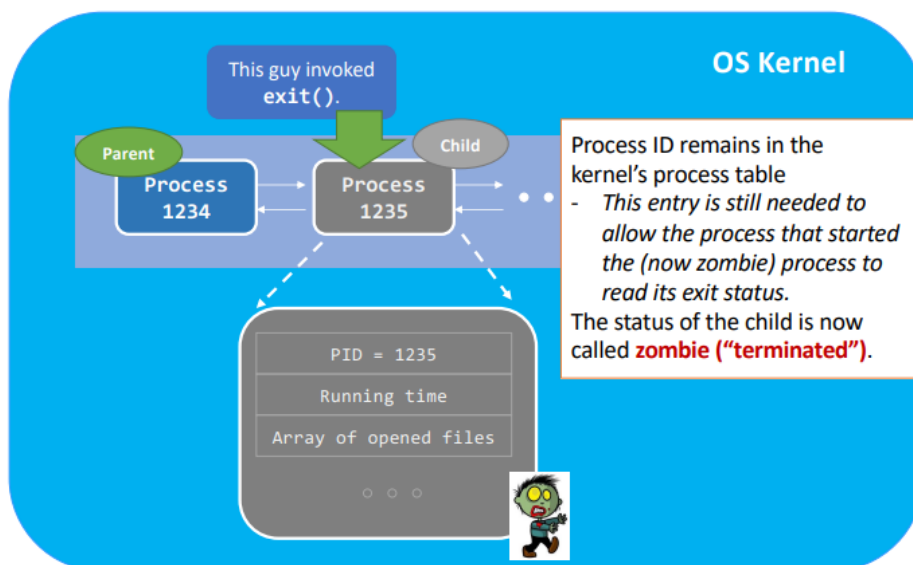 OS Kernel
This guy invoked
exit().
Parent
Child
Process
1234
Process
1235
Process ID remains in the
kernel's process table
- This entry is still needed to
allow the process that started
the (now zombie) process to
read its exit status.
The status of the child is now
called zombie (“terminated”).
PID = 1235
Running time
Array of opened files